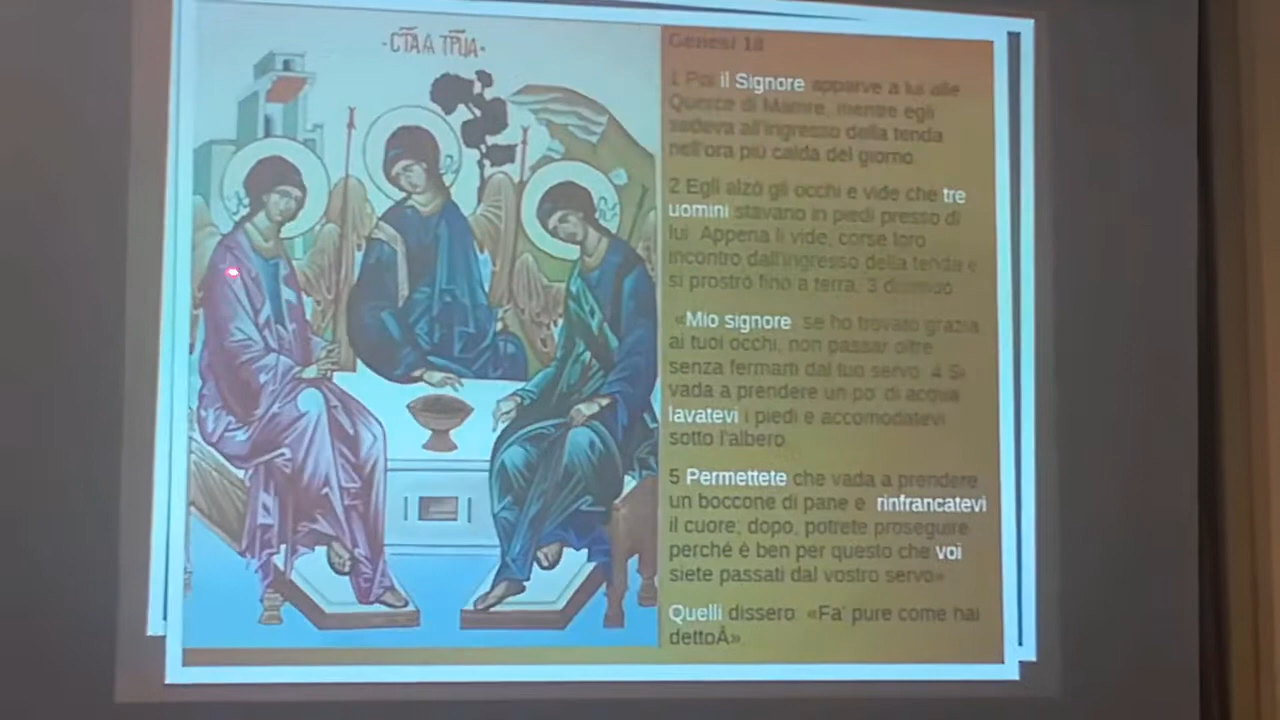 ·СТ҃АѦ ТРЦ҃А·
Genesi 18
1 Poi il Signore apparve a lui alle
Querce di Mamre, mentre egli
sedeva all'ingresso della tenda
nell'ora più calda del giorno.
2 Egli alzò gli occhi e vide che tre
uomini stavano in piedi presso di
lui. Appena li vide, corse loro
incontro dall'ingresso della tenda e
si prostrò fino a terra, 3 dicendo:
«Mio signore, se ho trovato grazia
ai tuoi occhi, non passar oltre
senza fermarti dal tuo servo. 4 Si
vada a prendere un po' di acqua,
lavatevi i piedi e accomodatevi
sotto l'albero.
5 Permettete che vada a prendere
un boccone di pane e rinfrancatevi
il cuore; dopo, potrete proseguire,
perché è ben per questo che voi
siete passati dal vostro servo».
Quelli dissero: «Fa' pure come hai
dettoÂ».